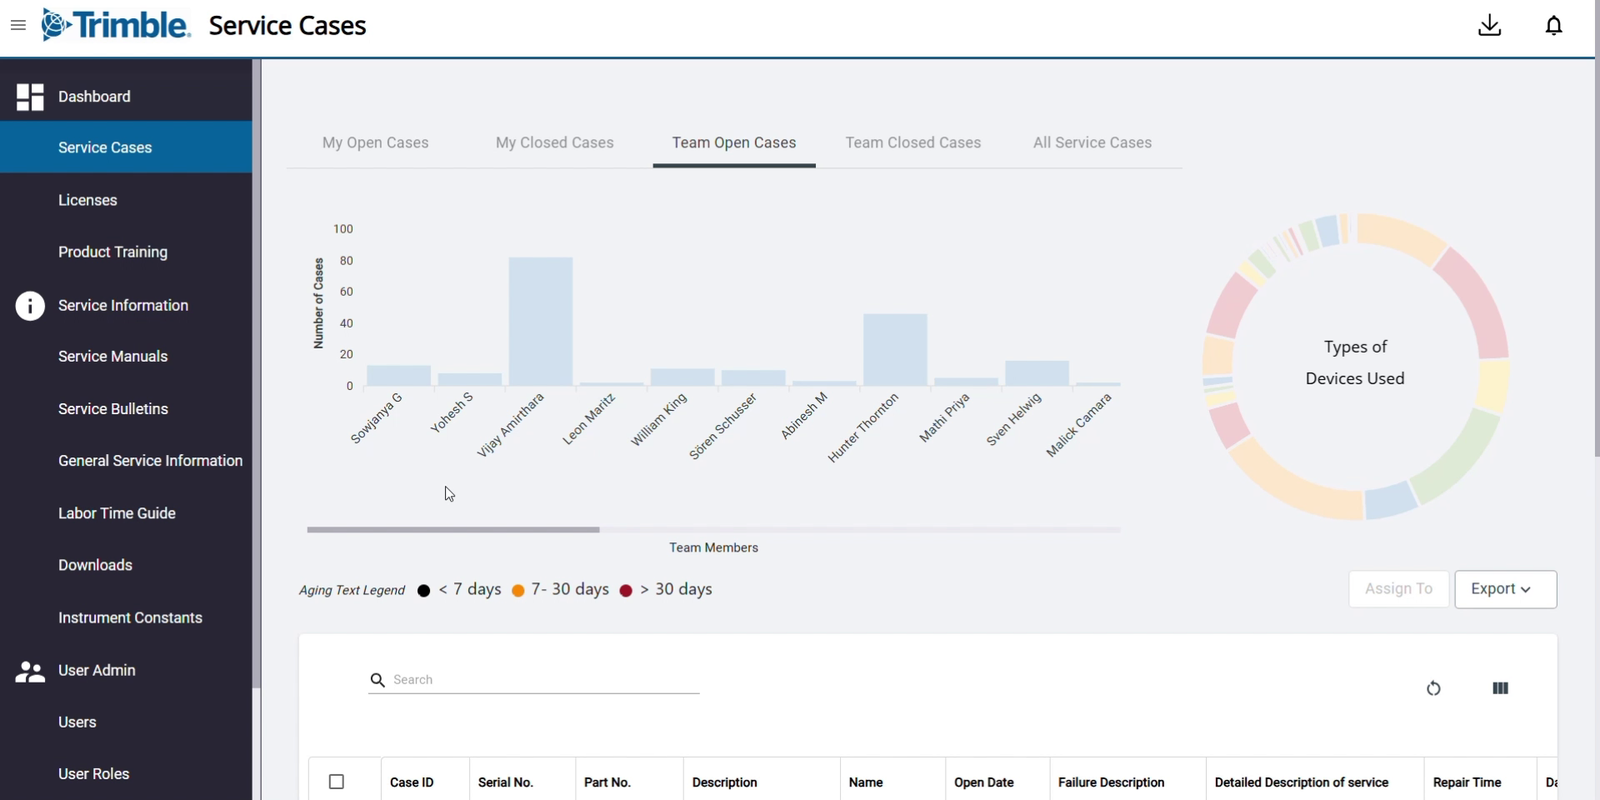 Trimble.
Service Cases
Dashboard
Service Cases
Licenses
Product Training
Service Information
Service Manuals
Service Bulletins
General Service Information
Labor Time Guide
Downloads
Instrument Constants
User Admin
Users
User Roles
My Open Cases
My Closed Cases
Team Open Cases
Team Closed Cases
All Service Cases
Number of Cases
100
80
60
40
20
0
Sowjanya G
Yohesh S
Vijay Amirthara
Leon Maritz
William King
Sören Schusser
Abinesh M
Hunter Thornton
Mathi Priya
Sven Helwig
Malick Camara
Team Members
Types of
Devices Used
Aging Text Legend
< 7 days
7- 30 days
> 30 days
Assign To
Export
Search
Case ID
Serial No.
Part No.
Description
Name
Open Date
Failure Description
Detailed Description of service
Repair Time